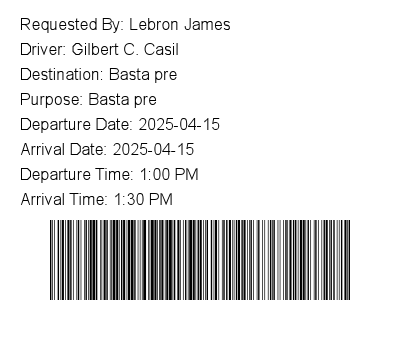 Requested By: Lebron James
Driver: Gilbert C. Casil
Destination: Basta pre
Purpose: Basta pre
Departure Date: 2025-04-15
Arrival Date: 2025-04-15
Departure Time: 1:00 PM
Arrival Time: 1:30 PM